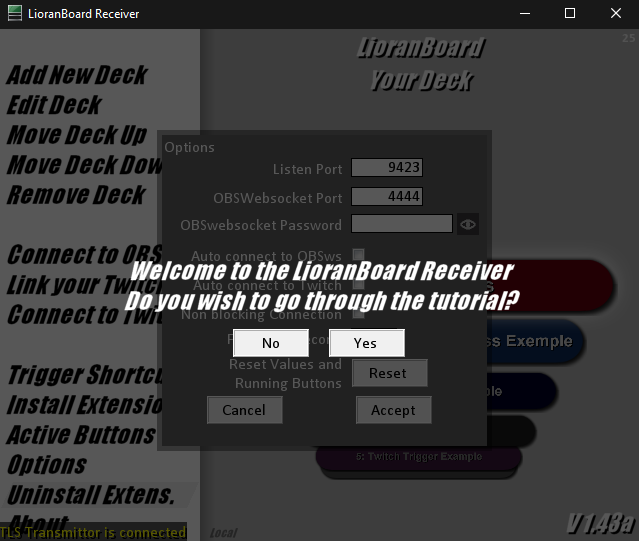 LioranBoard Receiver
25
LioranBoard
Your Deck
Add New Deck
Edit Deck
Move Deck Up
Move Deck Dow
Remove Deck
Connect to OBS
Link your Twitch
Connect to Twit
Trigger Shortcu
Install Extensio
Active Buttons
Options
Uninstall Extens.
About
TLS Transmittor is connected
Options
Listen Port 9423
OBSWebsocket Port 4444
OBSwebsocket Password
Auto connect to OBSws
Auto connect to Twitch
Non blocking Connection
Reset Values and
Running Buttons
Reset
Cancel Accept
Welcome to the LioranBoard Receiver
Do you wish to go through the tutorial?
No Yes
ss Exemple
ple
5: Twitch Trigger Example
Local
V 1.43a